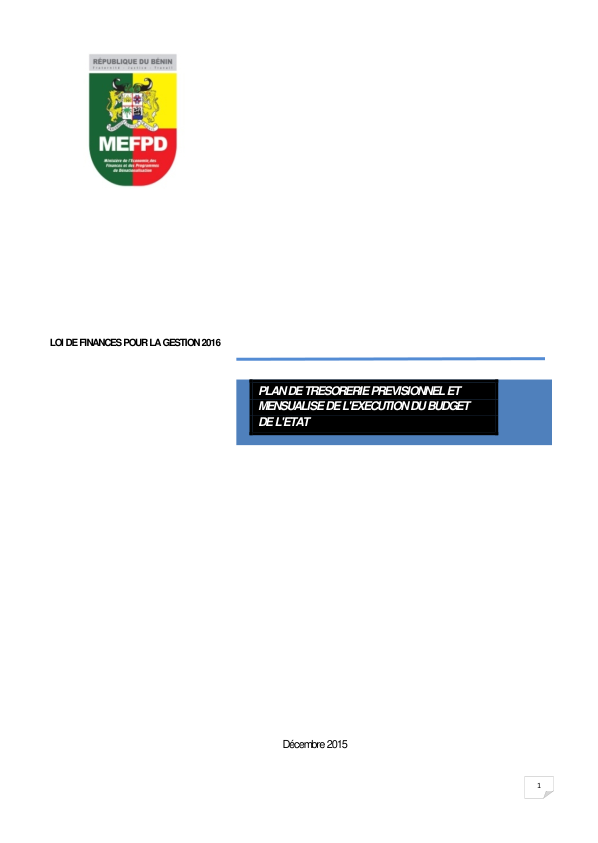 RÉPUBLIQUE DU BÉNIN
Fraternité - Justice - Travail
MEFPD
Ministère de l'Economie des
Finances et des Programmes
de Dénationalisation
LOI DE FINANCES POUR LA GESTION 2016
PLAN DE TRESORERIE PREVISIONNEL ET
MENSUALISE DE L'EXECUTION DU BUDGET
DE L'ETAT
Décembre 2015
1